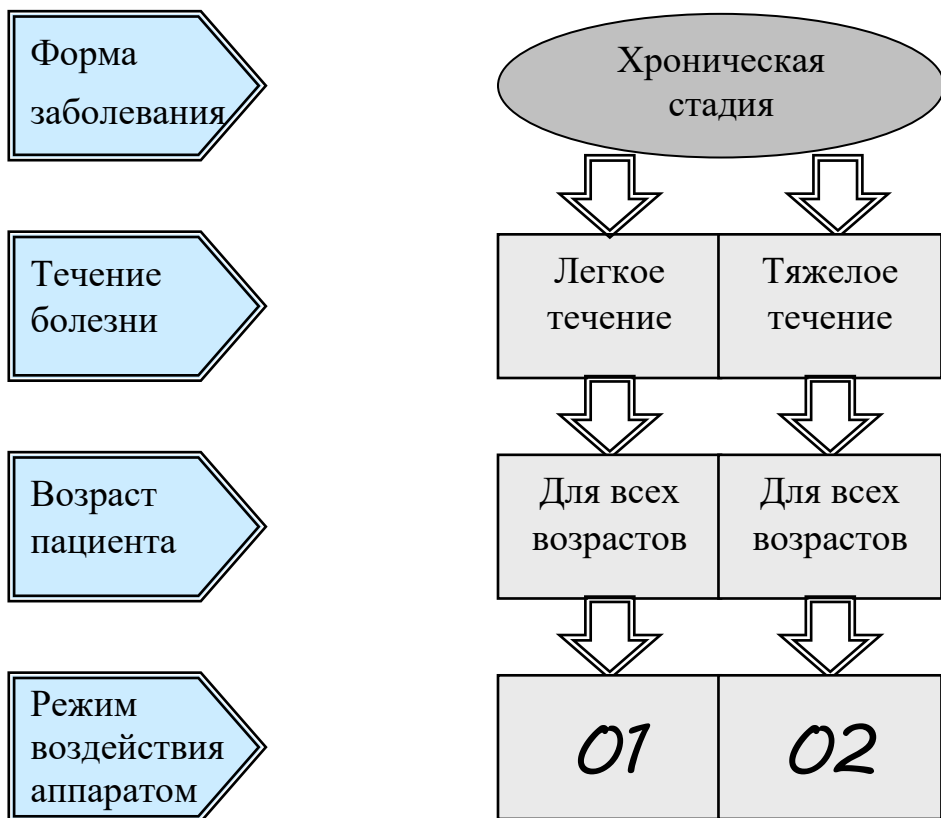 Форма
заболевания
Хроническая
стадия
Течение
болезни
Легкое
течение
Тяжелое
течение
Возраст
пациента
Для всех
возрастов
Для всех
возрастов
Режим
воздействия
аппаратом
01
02